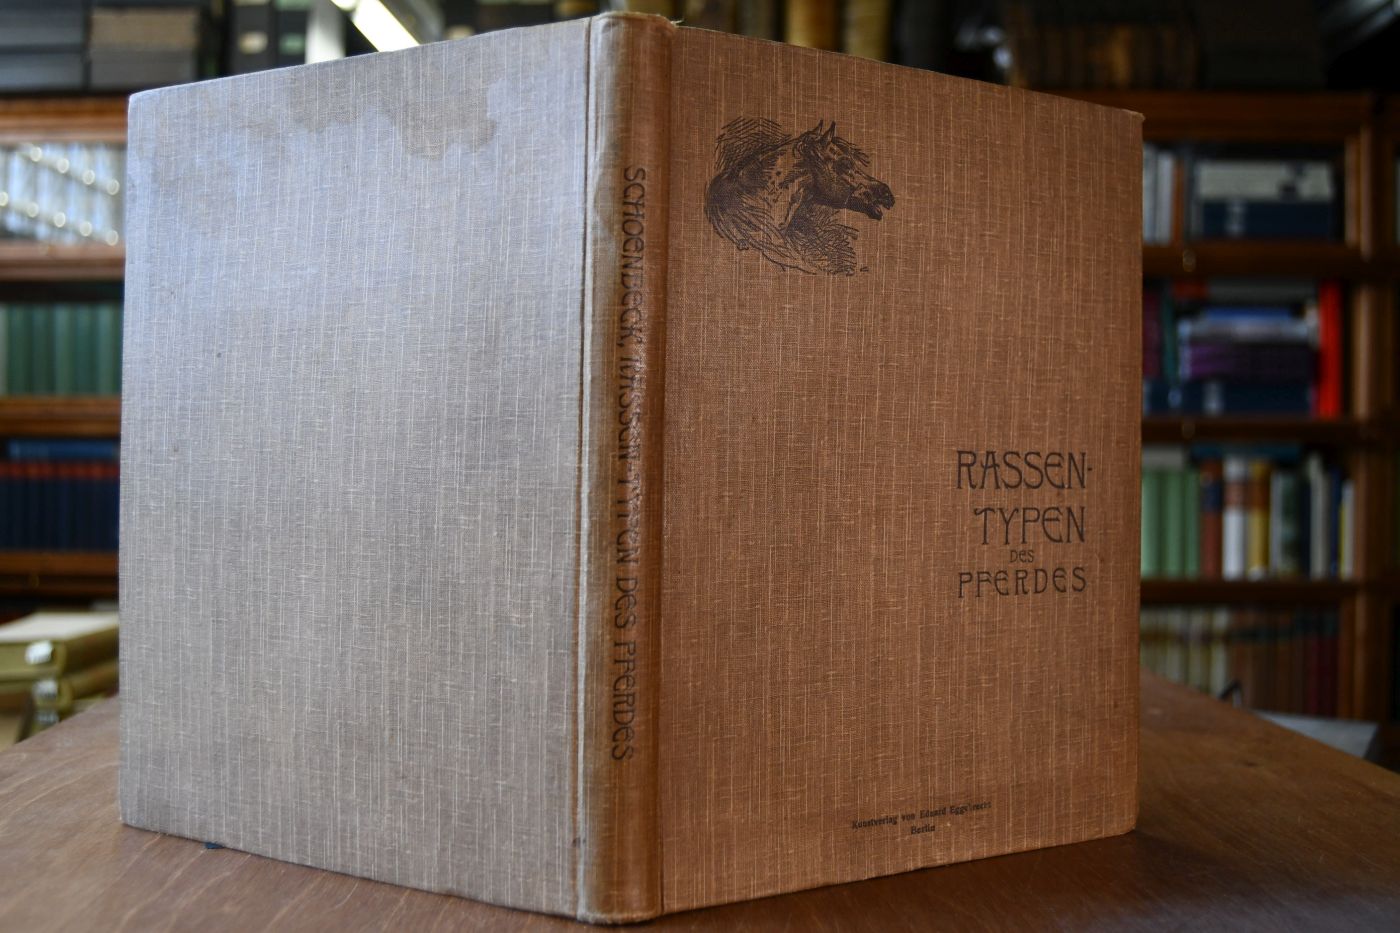 SCHOENBECK, RASSEN-TYPEN DES PFERDES
RASSEN-
TYPEN
DES
PFERDES
Kunstverlag von Eduard Eggebrecht
Berlin